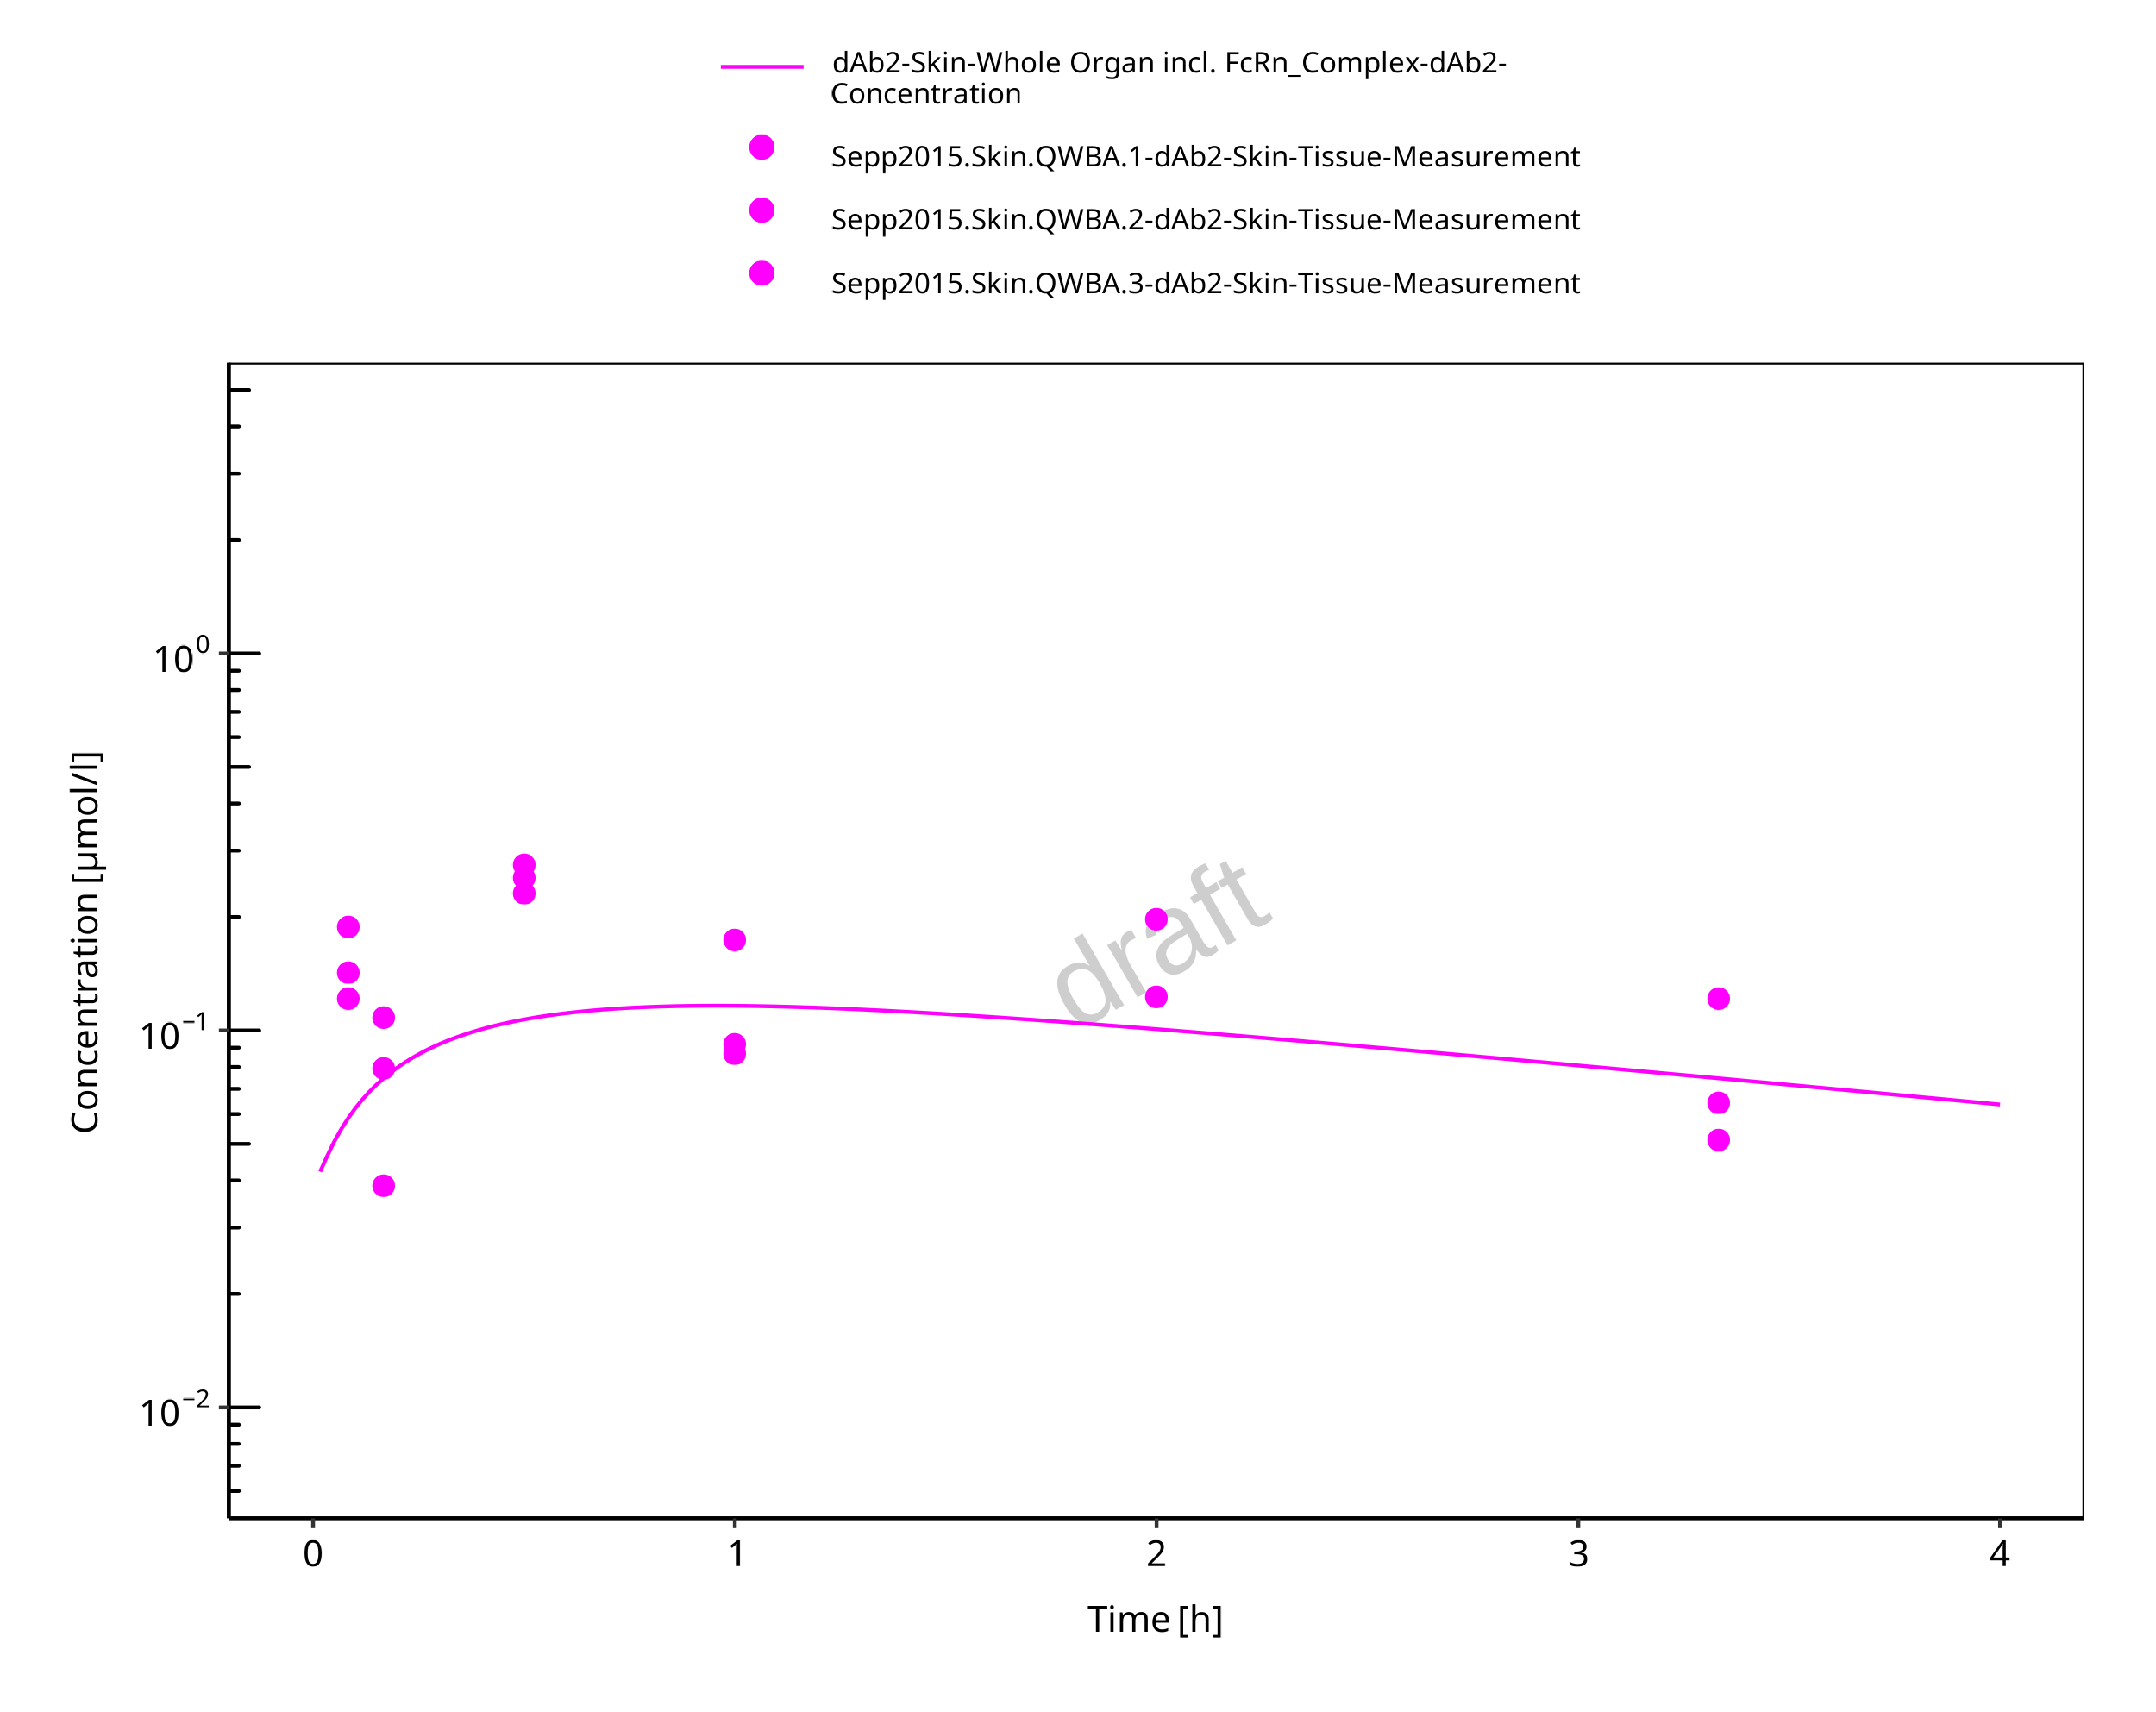 dAb2-Skin-Whole Organ incl. FcRn_Complex-dAb2-
Concentration
Sepp2015.Skin.QWBA.1-dAb2-Skin-Tissue-Measurement
Sepp2015.Skin.QWBA.2-dAb2-Skin-Tissue-Measurement
Sepp2015.Skin.QWBA.3-dAb2-Skin-Tissue-Measurement
10⁰
10⁻¹
10⁻²
Concentration [µmol/l]
draft
0 1 2 3 4
Time [h]